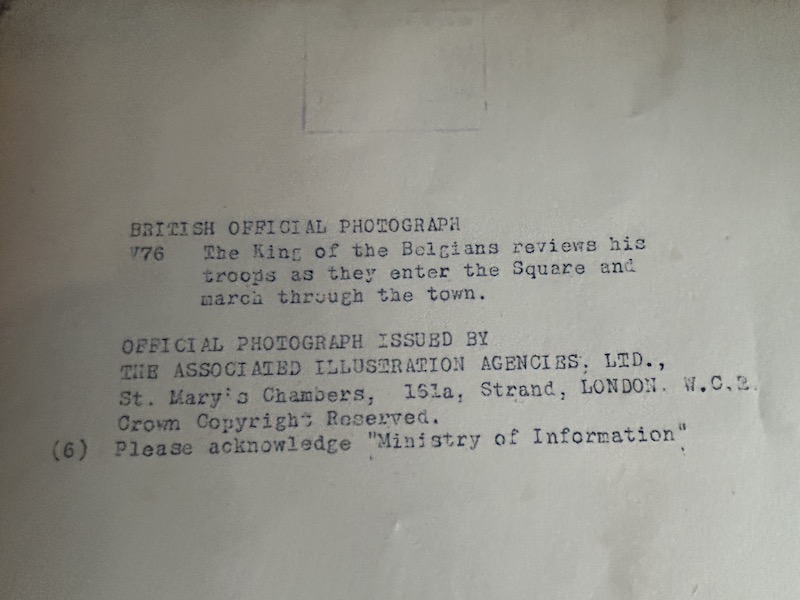 BRITISH OFFICIAL PHOTOGRAPH
V76 The King of the Belgians reviews his
troops as they enter the Square and
march through the town.
OFFICIAL PHOTOGRAPH ISSUED BY
THE ASSOCIATED ILLUSTRATION AGENCIES, LTD.,
St. Mary's Chambers, 161a, Strand, LONDON. W.C.2.
Crown Copyright Reserved.
(6) Please acknowledge "Ministry of Information"